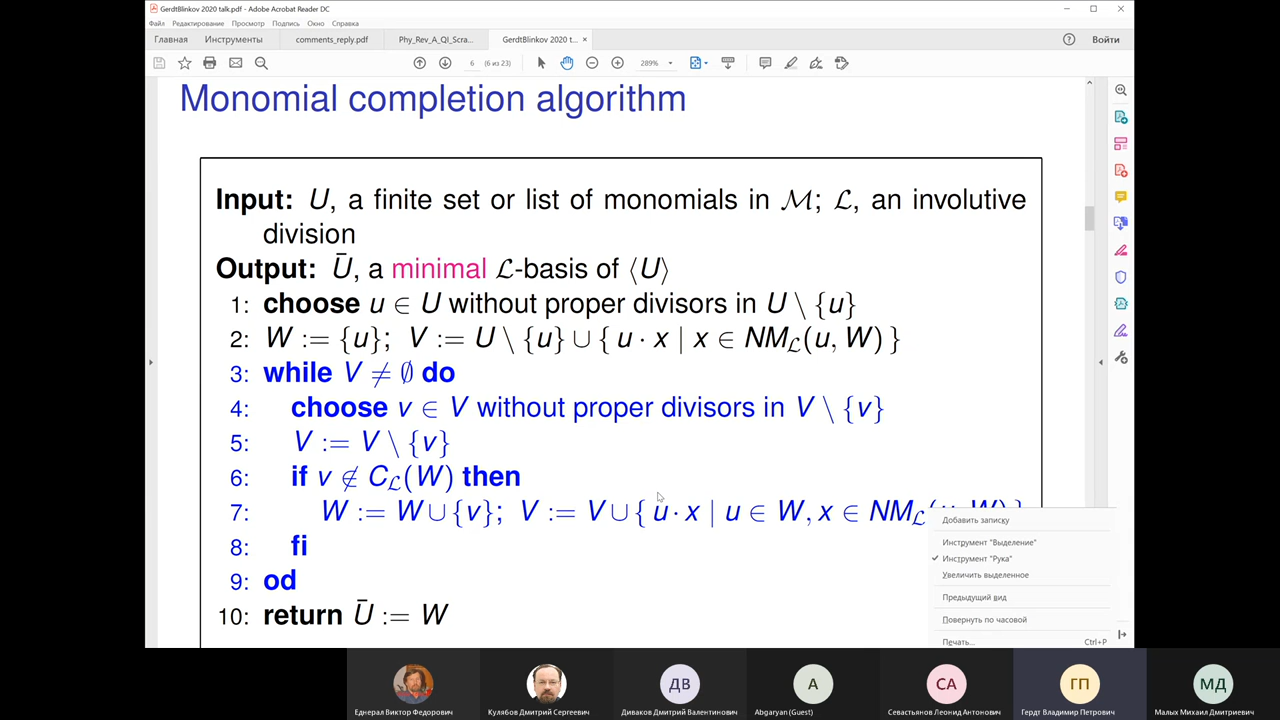 GerdtBlinkov 2020 talk.pdf - Adobe Acrobat Reader DC
Файл Редактирование Просмотр Подпись Окно Справка
Главная Инструменты comments_reply.pdf Phy_Rev_A_QI_Scra... GerdtBlinkov 2020 t... × Войти
6 (6 из 23) 289%
Monomial completion algorithm
Input: U, a finite set or list of monomials in ℳ; ℒ, an involutive
division
Output: Ū, a minimal ℒ-basis of ⟨U⟩
1: choose u ∈ U without proper divisors in U \ {u}
2: W := {u}; V := U \ {u} ∪ { u · x | x ∈ NM_ℒ(u, W) }
3: while V ≠ ∅ do
4: choose v ∈ V without proper divisors in V \ {v}
5: V := V \ {v}
6: if v ∉ C_ℒ(W) then
7: W := W ∪ {v}; V := V ∪ { u · x | u ∈ W, x ∈ NM_ℒ(u, W) }
8: fi
9: od
10: return Ū := W
Добавить записку
Инструмент "Выделение"
Инструмент "Рука"
Увеличить выделенное
Предыдущий вид
Повернуть по часовой
Печать... Ctrl+P
ДВ A СА ГП МД
Еднерал Виктор Федорович Кулябов Дмитрий Сергеевич Диваков Дмитрий Валентинович Abgaryan (Guest) Севастьянов Леонид Антонович Гердт Владимир Петрович Малых Михаил Дмитриевич